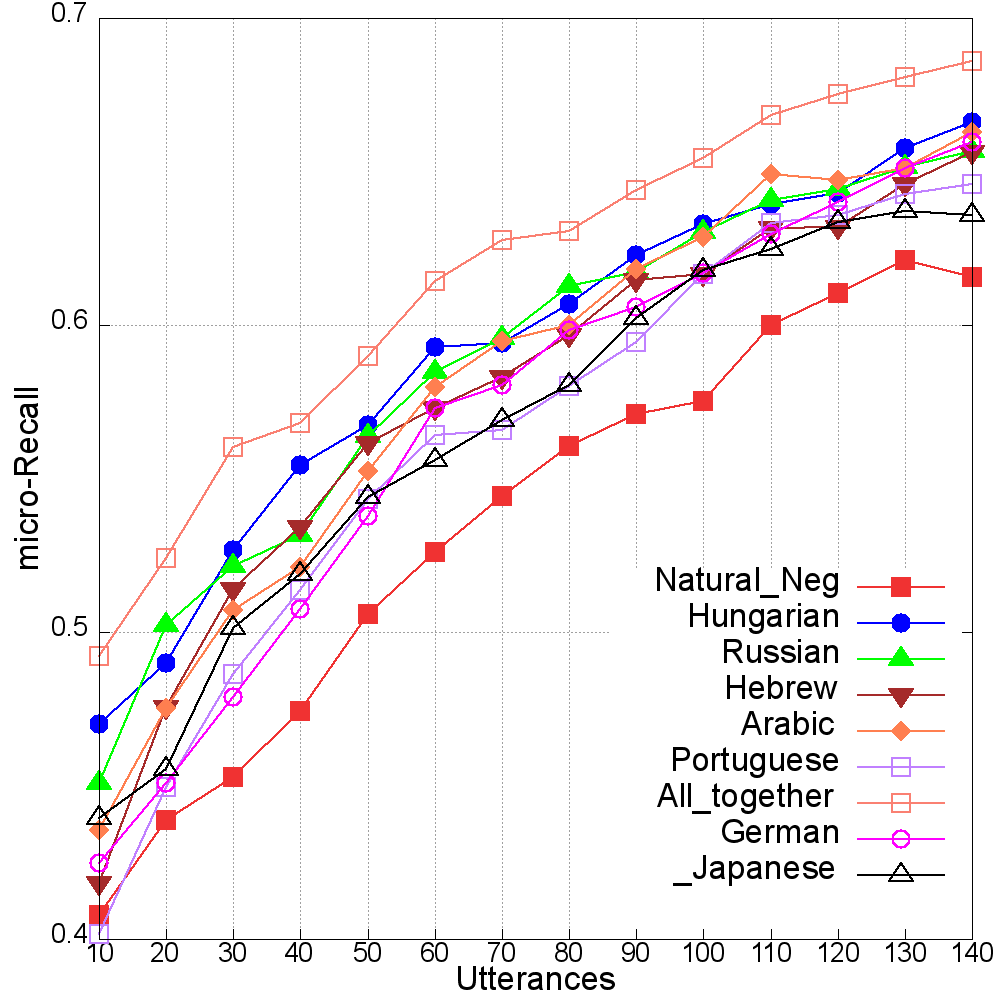 0.7
0.6
0.5
0.4
micro-Recall
Natural_Neg
Hungarian
Russian
Hebrew
Arabic
Portuguese
All_together
German
_Japanese
10 20 30 40 50 60 70 80 90 100 110 120 130 140
Utterances